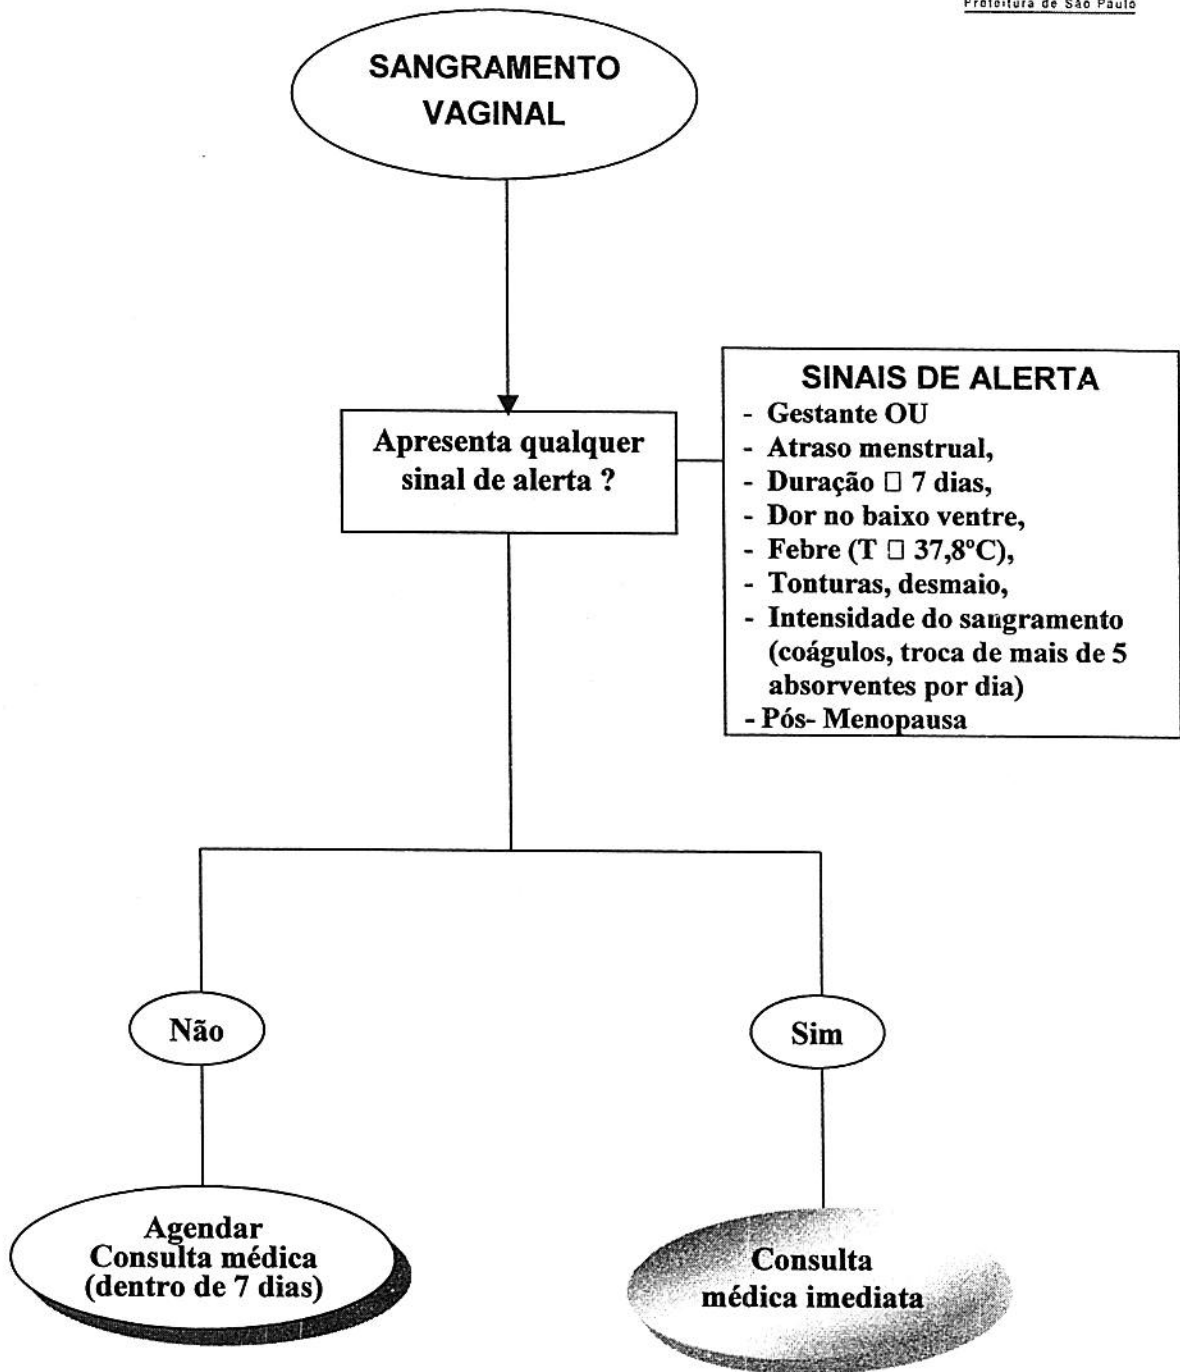 Prefeitura de São Paulo
SANGRAMENTO
VAGINAL
Apresenta qualquer
sinal de alerta ?
SINAIS DE ALERTA
- Gestante OU
- Atraso menstrual,
- Duração □ 7 dias,
- Dor no baixo ventre,
- Febre (T □ 37,8ºC),
- Tonturas, desmaio,
- Intensidade do sangramento
(coágulos, troca de mais de 5
absorventes por dia)
- Pós- Menopausa
Não
Sim
Agendar
Consulta médica
(dentro de 7 dias)
Consulta
médica imediata